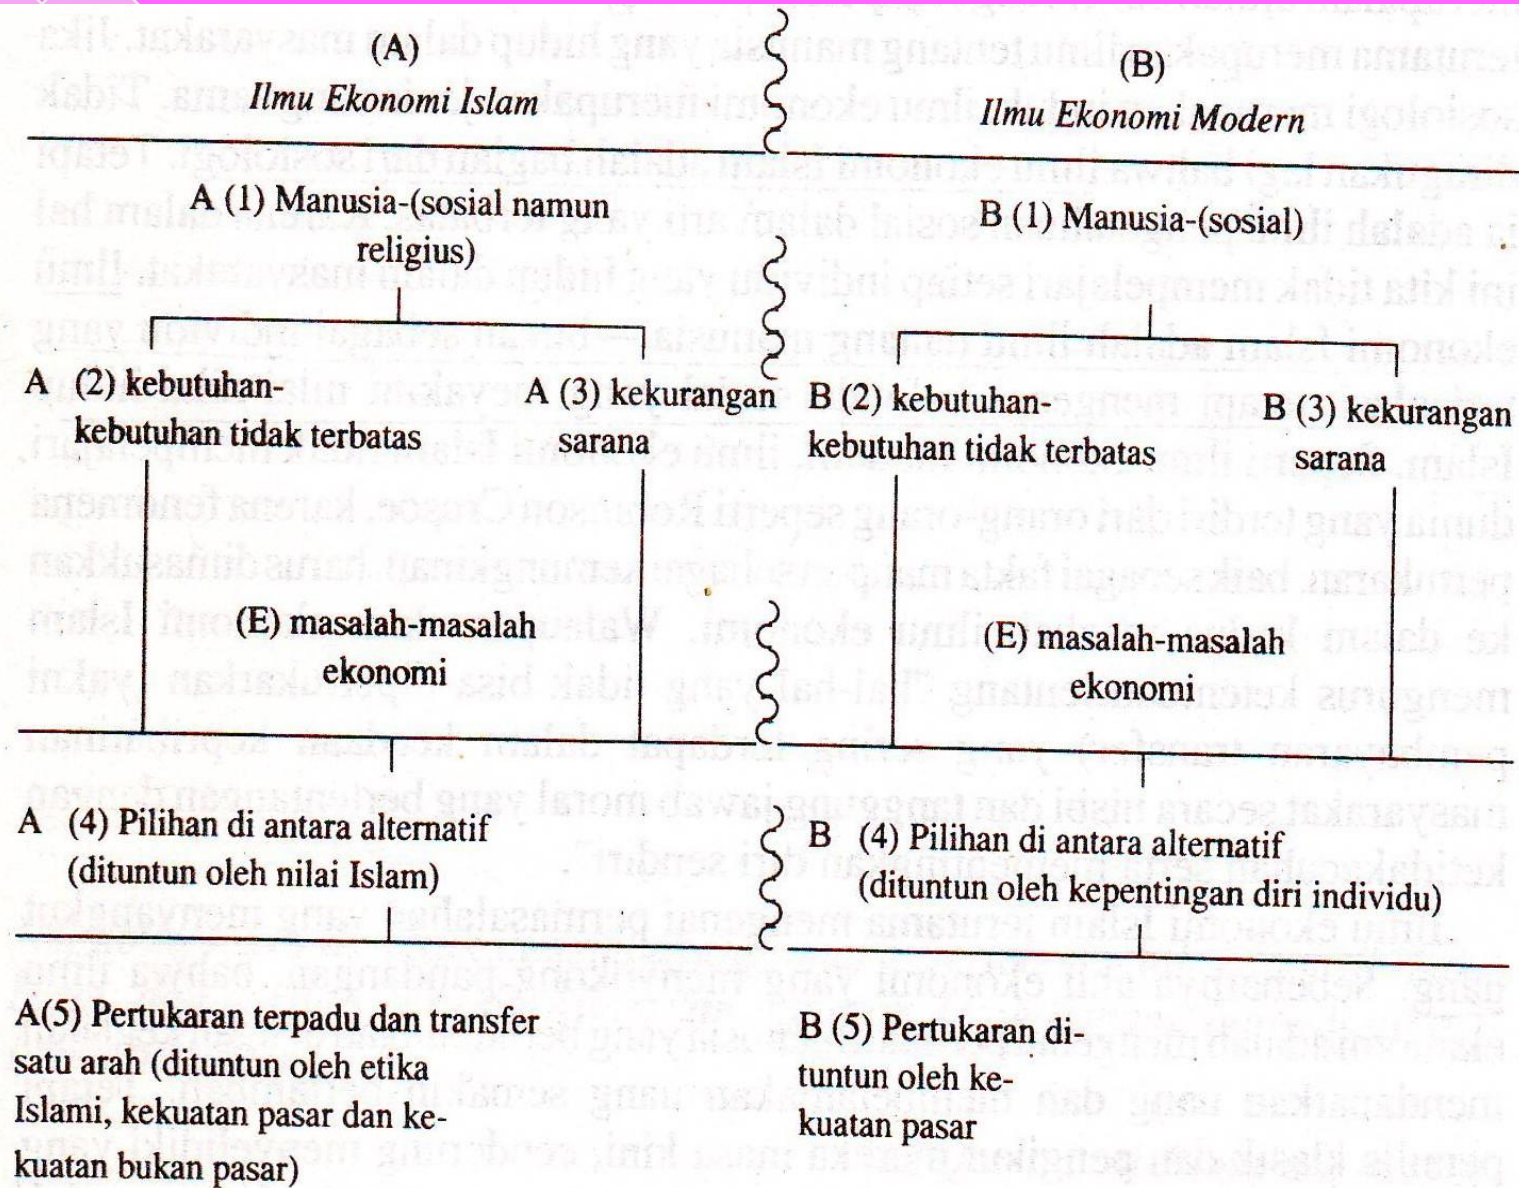 (A)
Ilmu Ekonomi Islam
A (1) Manusia-(sosial namun
religius)
A (2) kebutuhan-
kebutuhan tidak terbatas
A (3) kekurangan
sarana
(E) masalah-masalah
ekonomi
A (4) Pilihan di antara alternatif
(dituntun oleh nilai Islam)
A(5) Pertukaran terpadu dan transfer
satu arah (dituntun oleh etika
Islami, kekuatan pasar dan ke-
kuatan bukan pasar)
(B)
Ilmu Ekonomi Modern
B (1) Manusia-(sosial)
B (2) kebutuhan-
kebutuhan tidak terbatas
B (3) kekurangan
sarana
(E) masalah-masalah
ekonomi
B (4) Pilihan di antara alternatif
(dituntun oleh kepentingan diri individu)
B (5) Pertukaran di-
tuntun oleh ke-
kuatan pasar